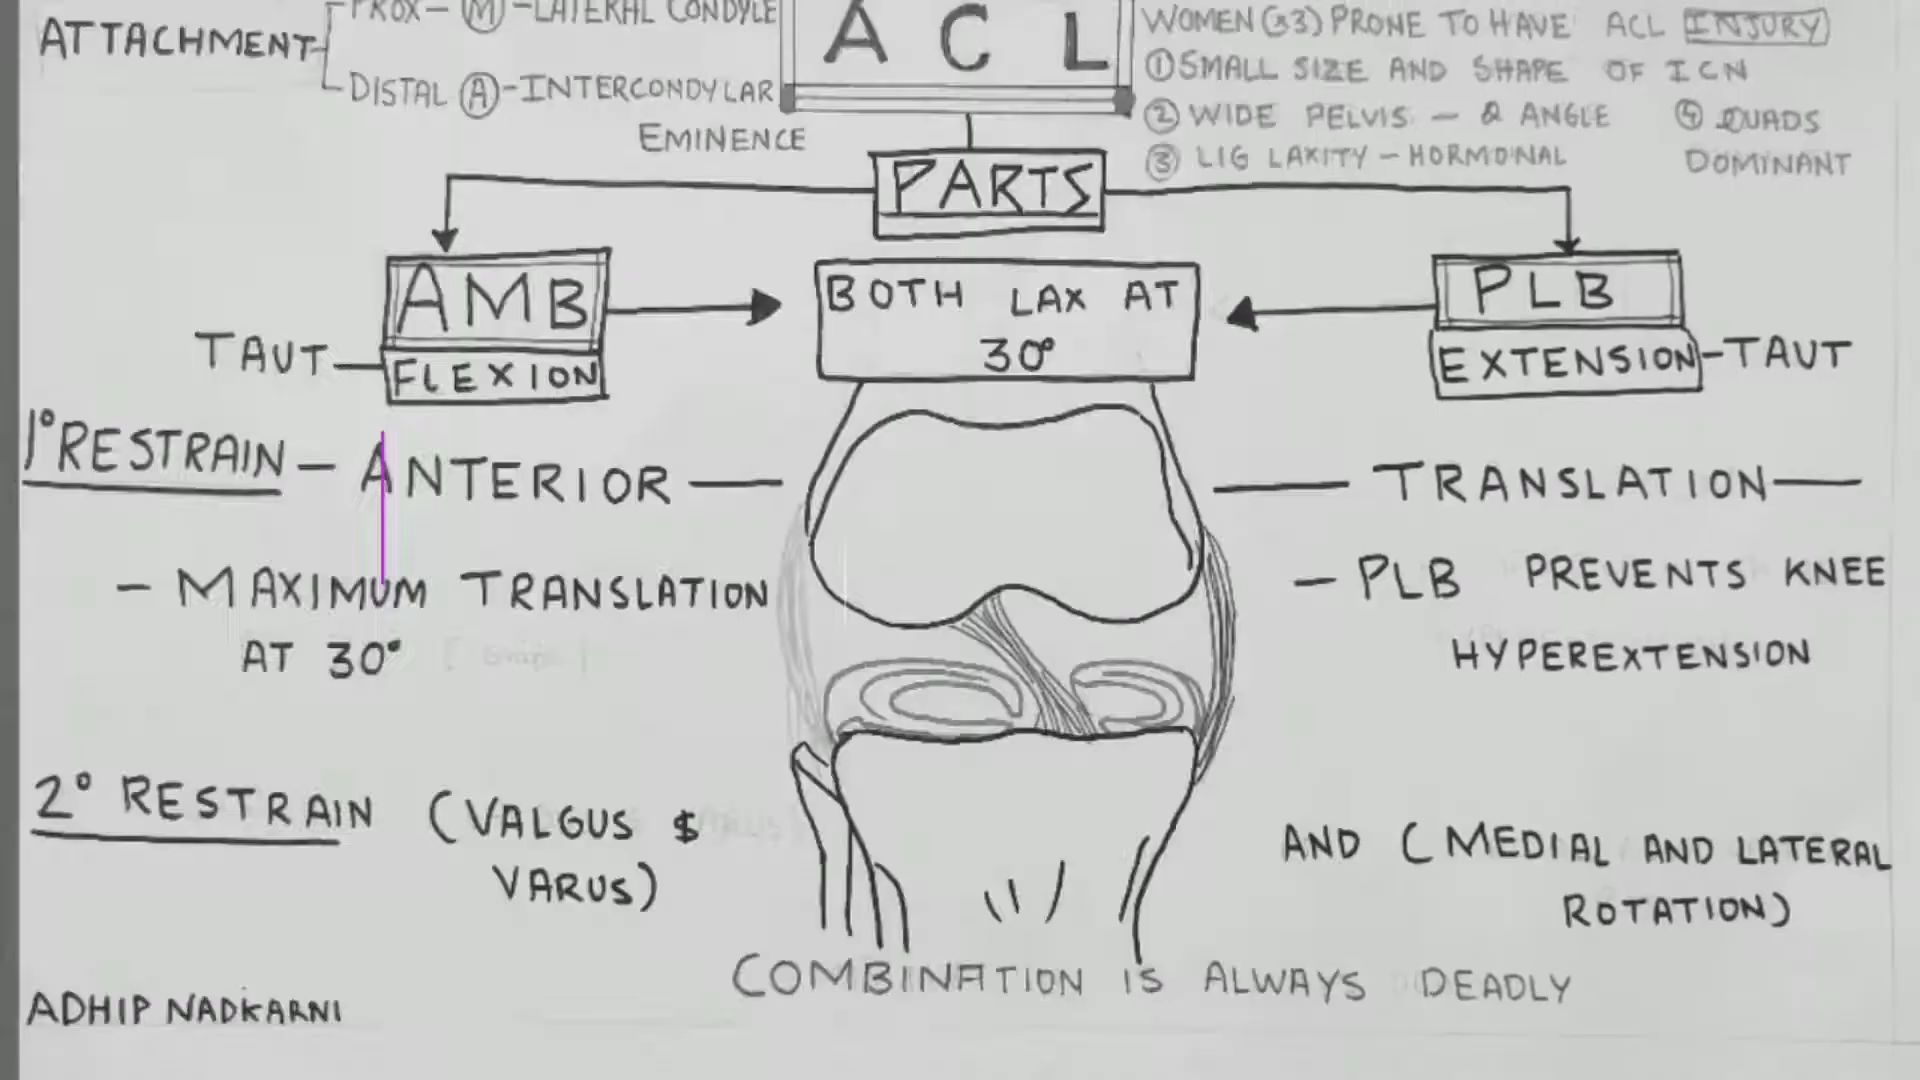 ATTACHMENT
PROX - (M) - LATERAL CONDYLE
DISTAL (A) - INTERCONDYLAR
EMINENCE
A C L
WOMEN (33) PRONE TO HAVE ACL INJURY
① SMALL SIZE AND SHAPE OF ICN
② WIDE PELVIS - Q ANGLE ④ QUADS
③ LIG LAXITY - HORMONAL DOMINANT
PARTS
AMB
TAUT - FLEXION
BOTH LAX AT
30°
PLB
EXTENSION - TAUT
1° RESTRAIN - ANTERIOR — — TRANSLATION —
- MAXIMUM TRANSLATION
AT 30°
- PLB PREVENTS KNEE
HYPEREXTENSION
2° RESTRAIN (VALGUS $
VARUS)
AND (MEDIAL AND LATERAL
ROTATION)
COMBINATION IS ALWAYS DEADLY
ADHIP NADKARNI